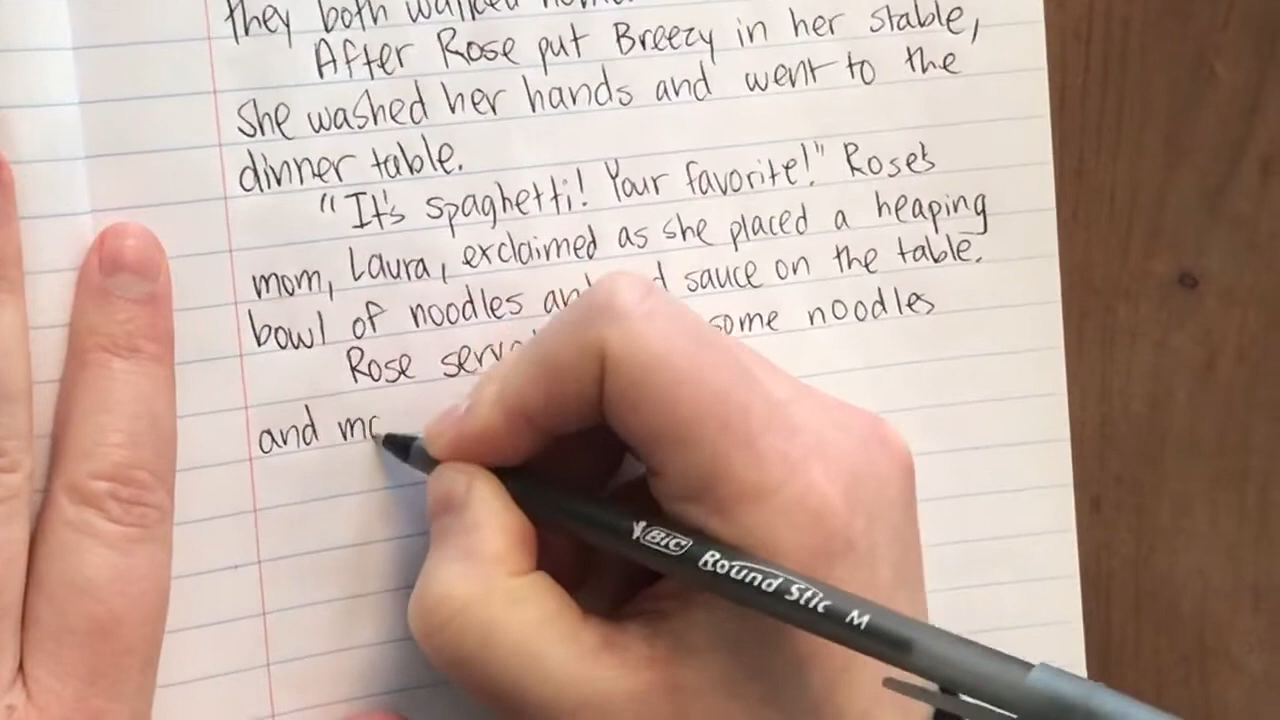 they both walked
After Rose put Breezy in her stable,
she washed her hands and went to the
dinner table.
"It's spaghetti! Your favorite!" Rose's
mom, Laura, exclaimed as she placed a heaping
bowl of noodles sauce on the table.
Rose some noodles
and
BIC Round Stic M